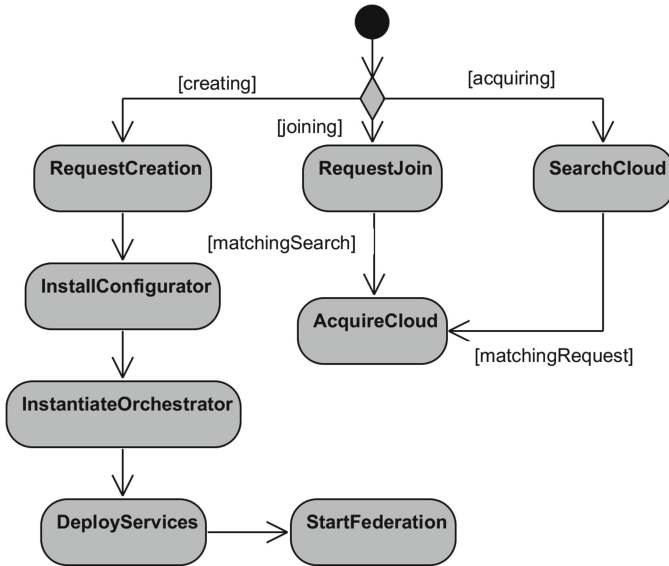 [creating]
[acquiring]
[joining]
RequestCreation
RequestJoin
SearchCloud
[matchingSearch]
InstallConfigurator
AcquireCloud
[matchingRequest]
InstantiateOrchestrator
DeployServices
StartFederation